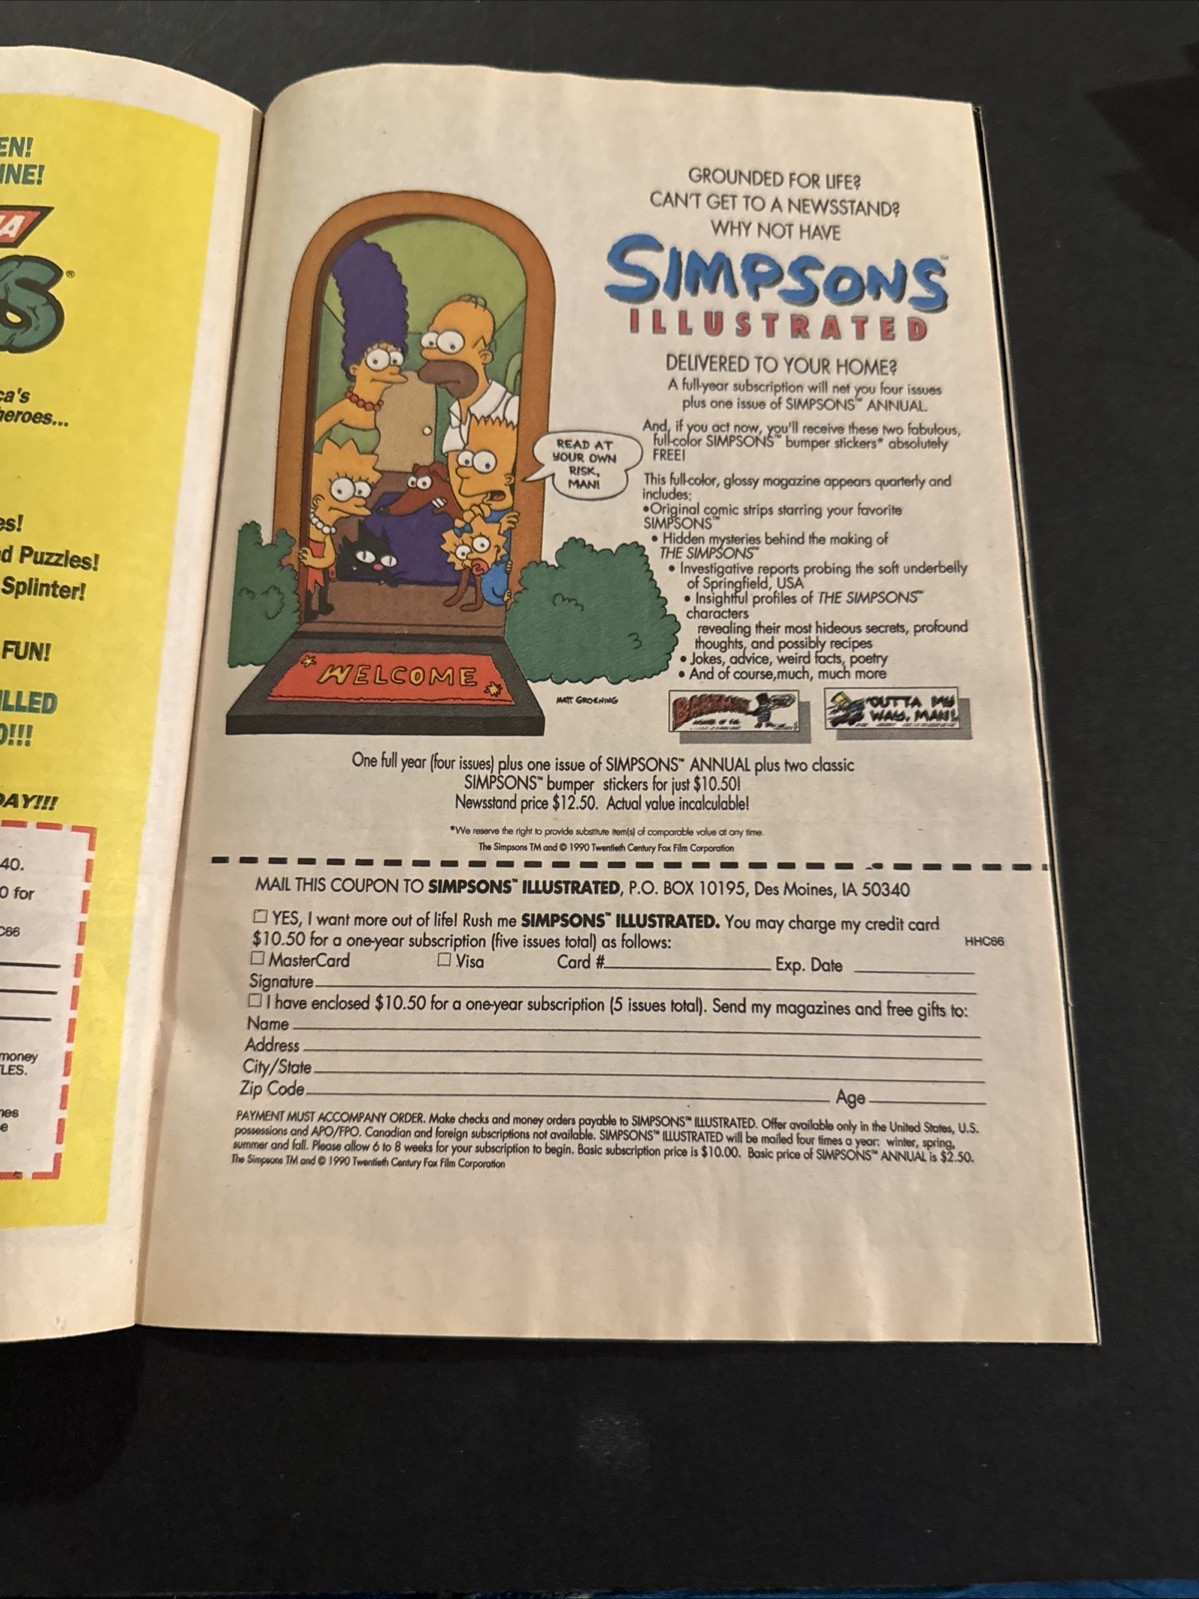 EN!
INE!
A
S®
ca's
heroes...
es!
d Puzzles!
Splinter!
FUN!
ILLED
O!!!
DAY!!!
40.
0 for
C66
money
LES.
nes
e
GROUNDED FOR LIFE?
CAN'T GET TO A NEWSSTAND?
WHY NOT HAVE
SIMPSONS™
ILLUSTRATED
DELIVERED TO YOUR HOME?
A full-year subscription will net you four issues
plus one issue of SIMPSONS™ ANNUAL.
And, if you act now, you'll receive these two fabulous,
full-color SIMPSONS™ bumper stickers* absolutely
FREE!
READ AT
YOUR OWN
RISK,
MAN!
This full-color, glossy magazine appears quarterly and
includes:
•Original comic strips starring your favorite
SIMPSONS™
• Hidden mysteries behind the making of
THE SIMPSONS™
• Investigative reports probing the soft underbelly
of Springfield, USA
• Insightful profiles of THE SIMPSONS™
characters
revealing their most hideous secrets, profound
thoughts, and possibly recipes
• Jokes, advice, weird facts, poetry
• And of course,much, much more
WELCOME
MATT GROENING
BARTMAN
'OUTTA MY
WAY, MAN!
One full year (four issues) plus one issue of SIMPSONS™ ANNUAL plus two classic
SIMPSONS™ bumper stickers for just $10.50!
Newsstand price $12.50. Actual value incalculable!
*We reserve the right to provide substitute item(s) of comparable value at any time.
The Simpsons TM and © 1990 Twentieth Century Fox Film Corporation
MAIL THIS COUPON TO SIMPSONS™ ILLUSTRATED, P.O. BOX 10195, Des Moines, IA 50340
YES, I want more out of life! Rush me SIMPSONS™ ILLUSTRATED. You may charge my credit card
$10.50 for a one-year subscription (five issues total) as follows:
HHC66
MasterCard Visa Card # Exp. Date
Signature
I have enclosed $10.50 for a one-year subscription (5 issues total). Send my magazines and free gifts to:
Name
Address
City/State
Zip Code Age
PAYMENT MUST ACCOMPANY ORDER. Make checks and money orders payable to SIMPSONS™ ILLUSTRATED. Offer available only in the United States, U.S.
possessions and APO/FPO. Canadian and foreign subscriptions not available. SIMPSONS™ ILLUSTRATED will be mailed four times a year: winter, spring,
summer and fall. Please allow 6 to 8 weeks for your subscription to begin. Basic subscription price is $10.00. Basic price of SIMPSONS™ ANNUAL is $2.50.
The Simpsons TM and © 1990 Twentieth Century Fox Film Corporation